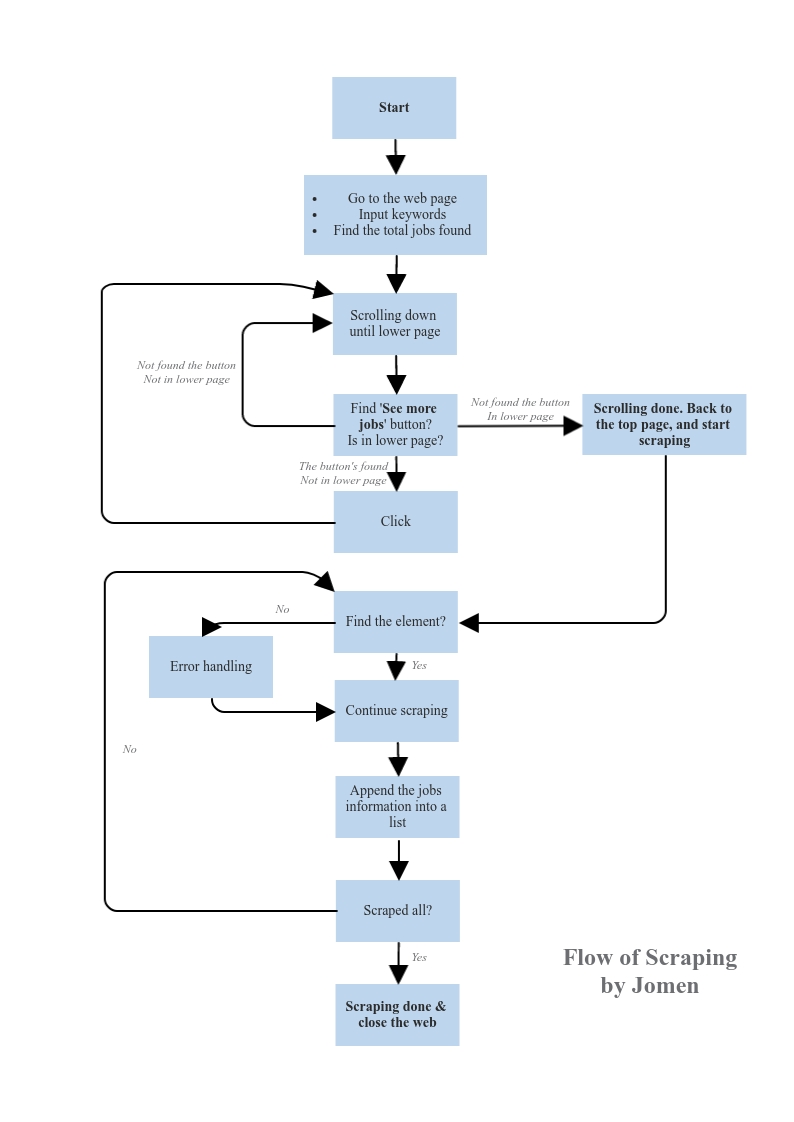 Start
• Go to the web page
• Input keywords
• Find the total jobs found
Scrolling down
until lower page
Not found the button
Not in lower page
Find 'See more
jobs' button?
Is in lower page?
Not found the button
In lower page
Scrolling done. Back to
the top page, and start
scraping
The button's found
Not in lower page
Click
Find the element?
No
Error handling
Yes
Continue scraping
No
Append the jobs
information into a
list
Scraped all?
Yes
Scraping done &
close the web
Flow of Scraping
by Jomen